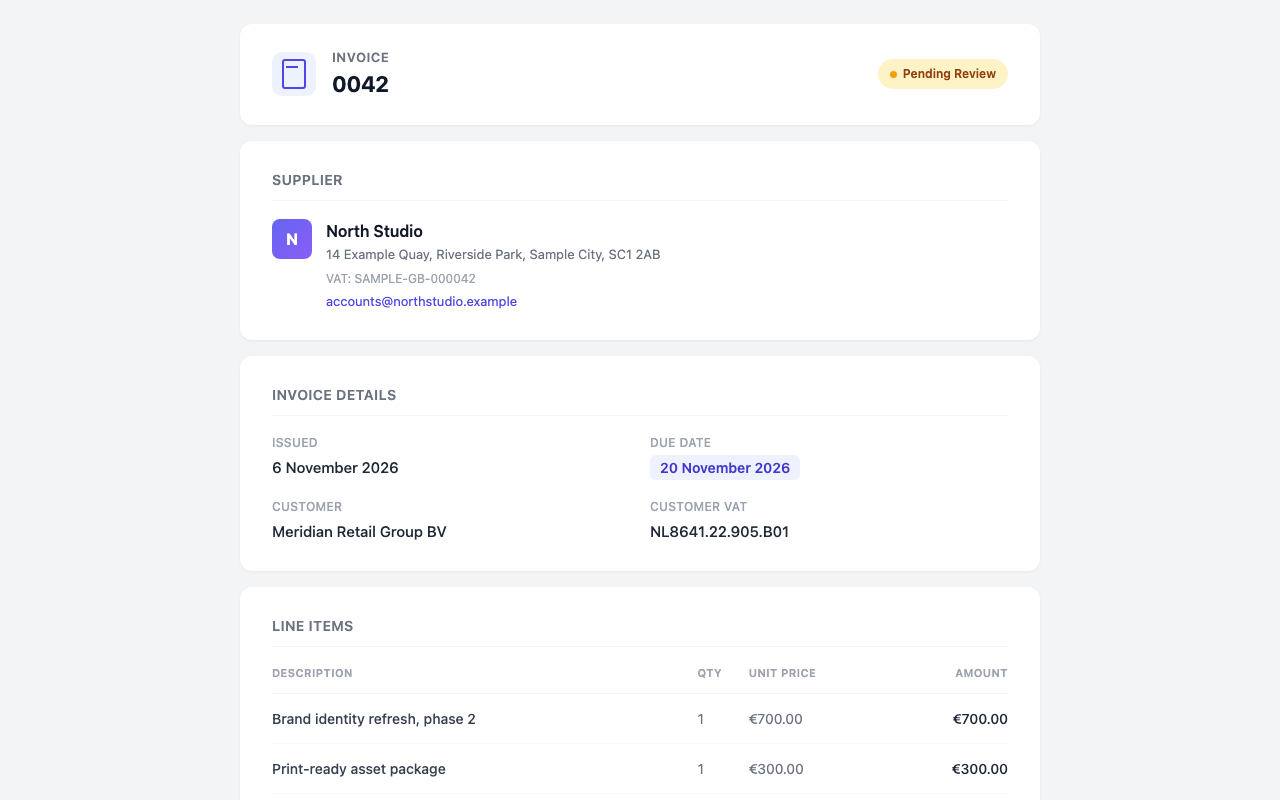 INVOICE
0042
Pending Review
SUPPLIER
N
North Studio
14 Example Quay, Riverside Park, Sample City, SC1 2AB
VAT: SAMPLE-GB-000042
accounts@northstudio.example
INVOICE DETAILS
ISSUED DUE DATE
6 November 2026 20 November 2026
CUSTOMER CUSTOMER VAT
Meridian Retail Group BV NL8641.22.905.B01
LINE ITEMS
DESCRIPTION QTY UNIT PRICE AMOUNT
Brand identity refresh, phase 2 1 €700.00 €700.00
Print-ready asset package 1 €300.00 €300.00